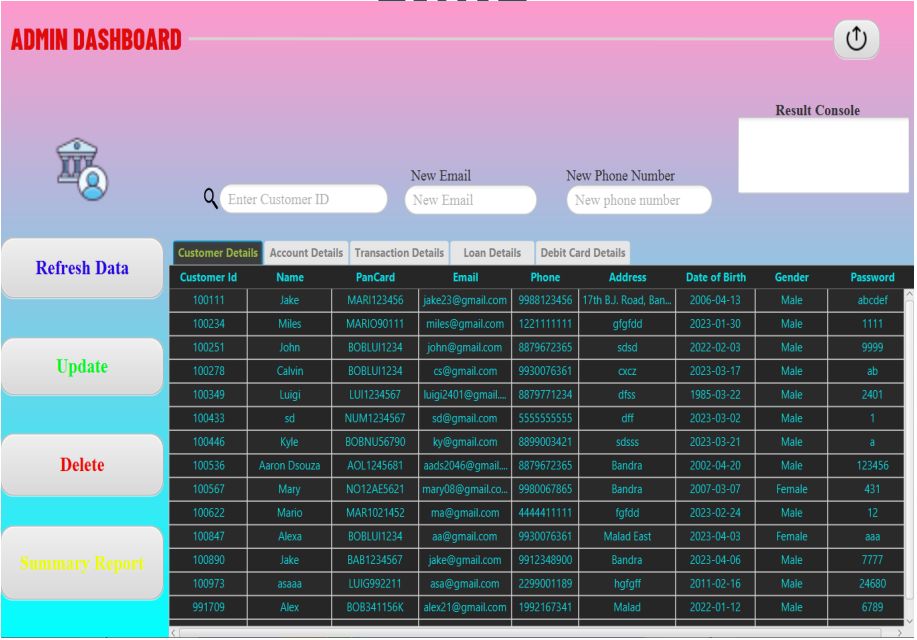 ADMIN DASHBOARD
Result Console
New Email
New Phone Number
Enter Customer ID
New Email
New phone number
Refresh Data
Update
Delete
Summary Report
Customer Details Account Details Transaction Details Loan Details Debit Card Details
Customer Id Name PanCard Email Phone Address Date of Birth Gender Password
100111 Jake MARI123456 jake23@gmail.com 9988123456 17th B.J. Road, Ban... 2006-04-13 Male abcdef
100234 Miles MARIO90111 miles@gmail.com 1221111111 gfgfdd 2023-01-30 Male 1111
100251 John BOBLUI1234 john@gmail.com 8879672365 sdsd 2022-02-03 Male 9999
100278 Calvin BOBLUI1234 cs@gmail.com 9930076361 cxcz 2023-03-17 Male ab
100349 Luigi LUI1234567 luigi2401@gmail.... 8879771234 dfss 1985-03-22 Male 2401
100433 sd NUM1234567 sd@gmail.com 5555555555 dff 2023-03-02 Male 1
100446 Kyle BOBNU56790 ky@gmail.com 8899003421 sdsss 2023-03-21 Male a
100536 Aaron Dsouza AOL1245681 aads2046@gmail.... 8879672365 Bandra 2002-04-20 Male 123456
100567 Mary NO12AE5621 mary08@gmail.co... 9980067865 Bandra 2007-03-07 Female 431
100622 Mario MAR1021452 ma@gmail.com 4444411111 fgfdd 2023-02-24 Male 12
100847 Alexa BOBLUI1234 aa@gmail.com 9930076361 Malad East 2023-04-03 Female aaa
100890 Jake BAB1234567 jake@gmail.com 9912348900 Bandra 2023-04-06 Male 7777
100973 asaaa LUIG992211 asa@gmail.com 2299001189 hgfgff 2011-02-16 Male 24680
991709 Alex BOB341156K alex21@gmail.com 1992167341 Malad 2022-01-12 Male 6789